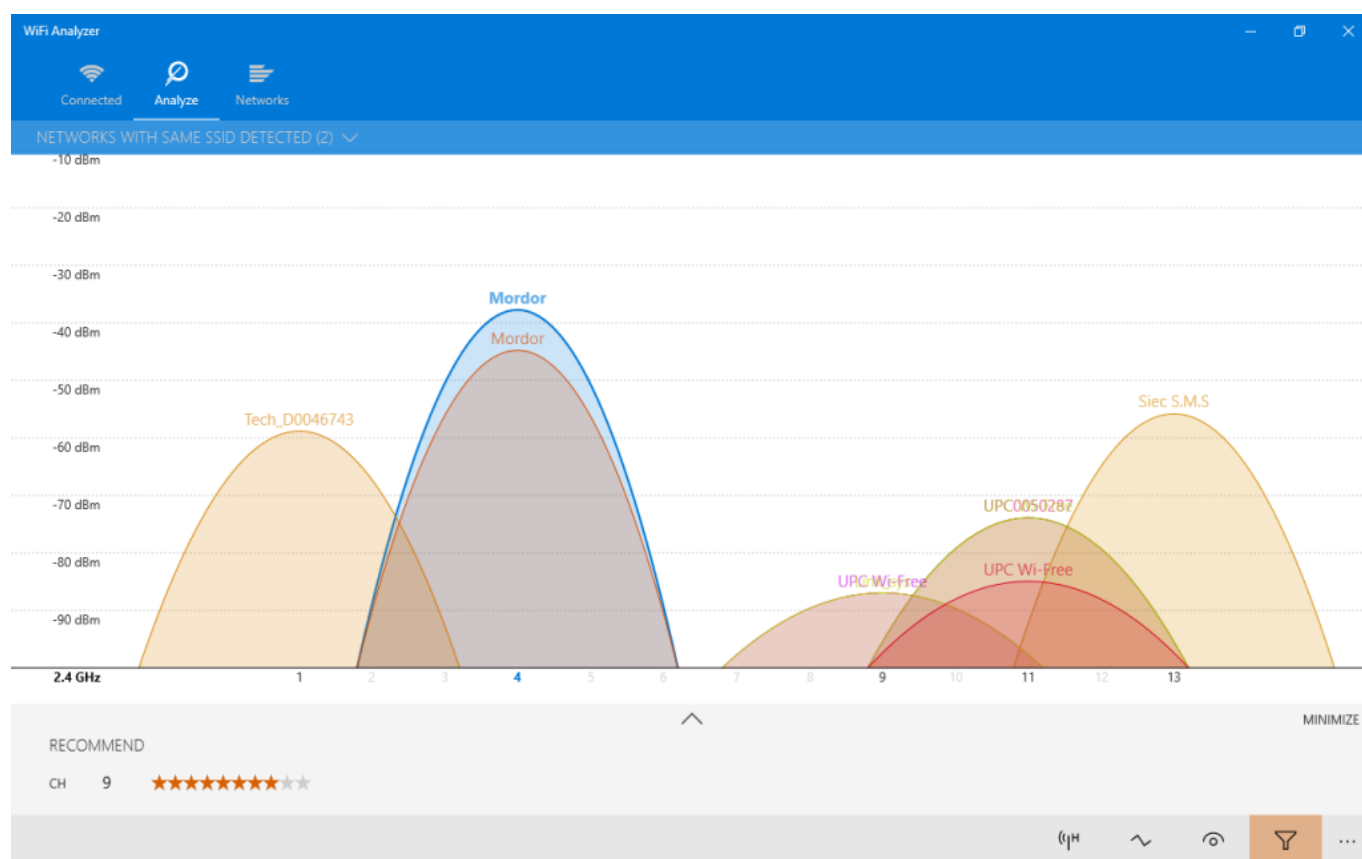 WiFi Analyzer
Connected Analyze Networks
NETWORKS WITH SAME SSID DETECTED (2)
-10 dBm
-20 dBm
-30 dBm
Mordor
-40 dBm
Mordor
-50 dBm
Siec S.M.S
Tech_D0046743
-60 dBm
-70 dBm
UPC0050287
-80 dBm
UPC Wi-Free
UPC Wi-Free
-90 dBm
2.4 GHz 1 2 3 4 5 6 7 8 9 10 11 12 13
MINIMIZE
RECOMMEND
CH 9